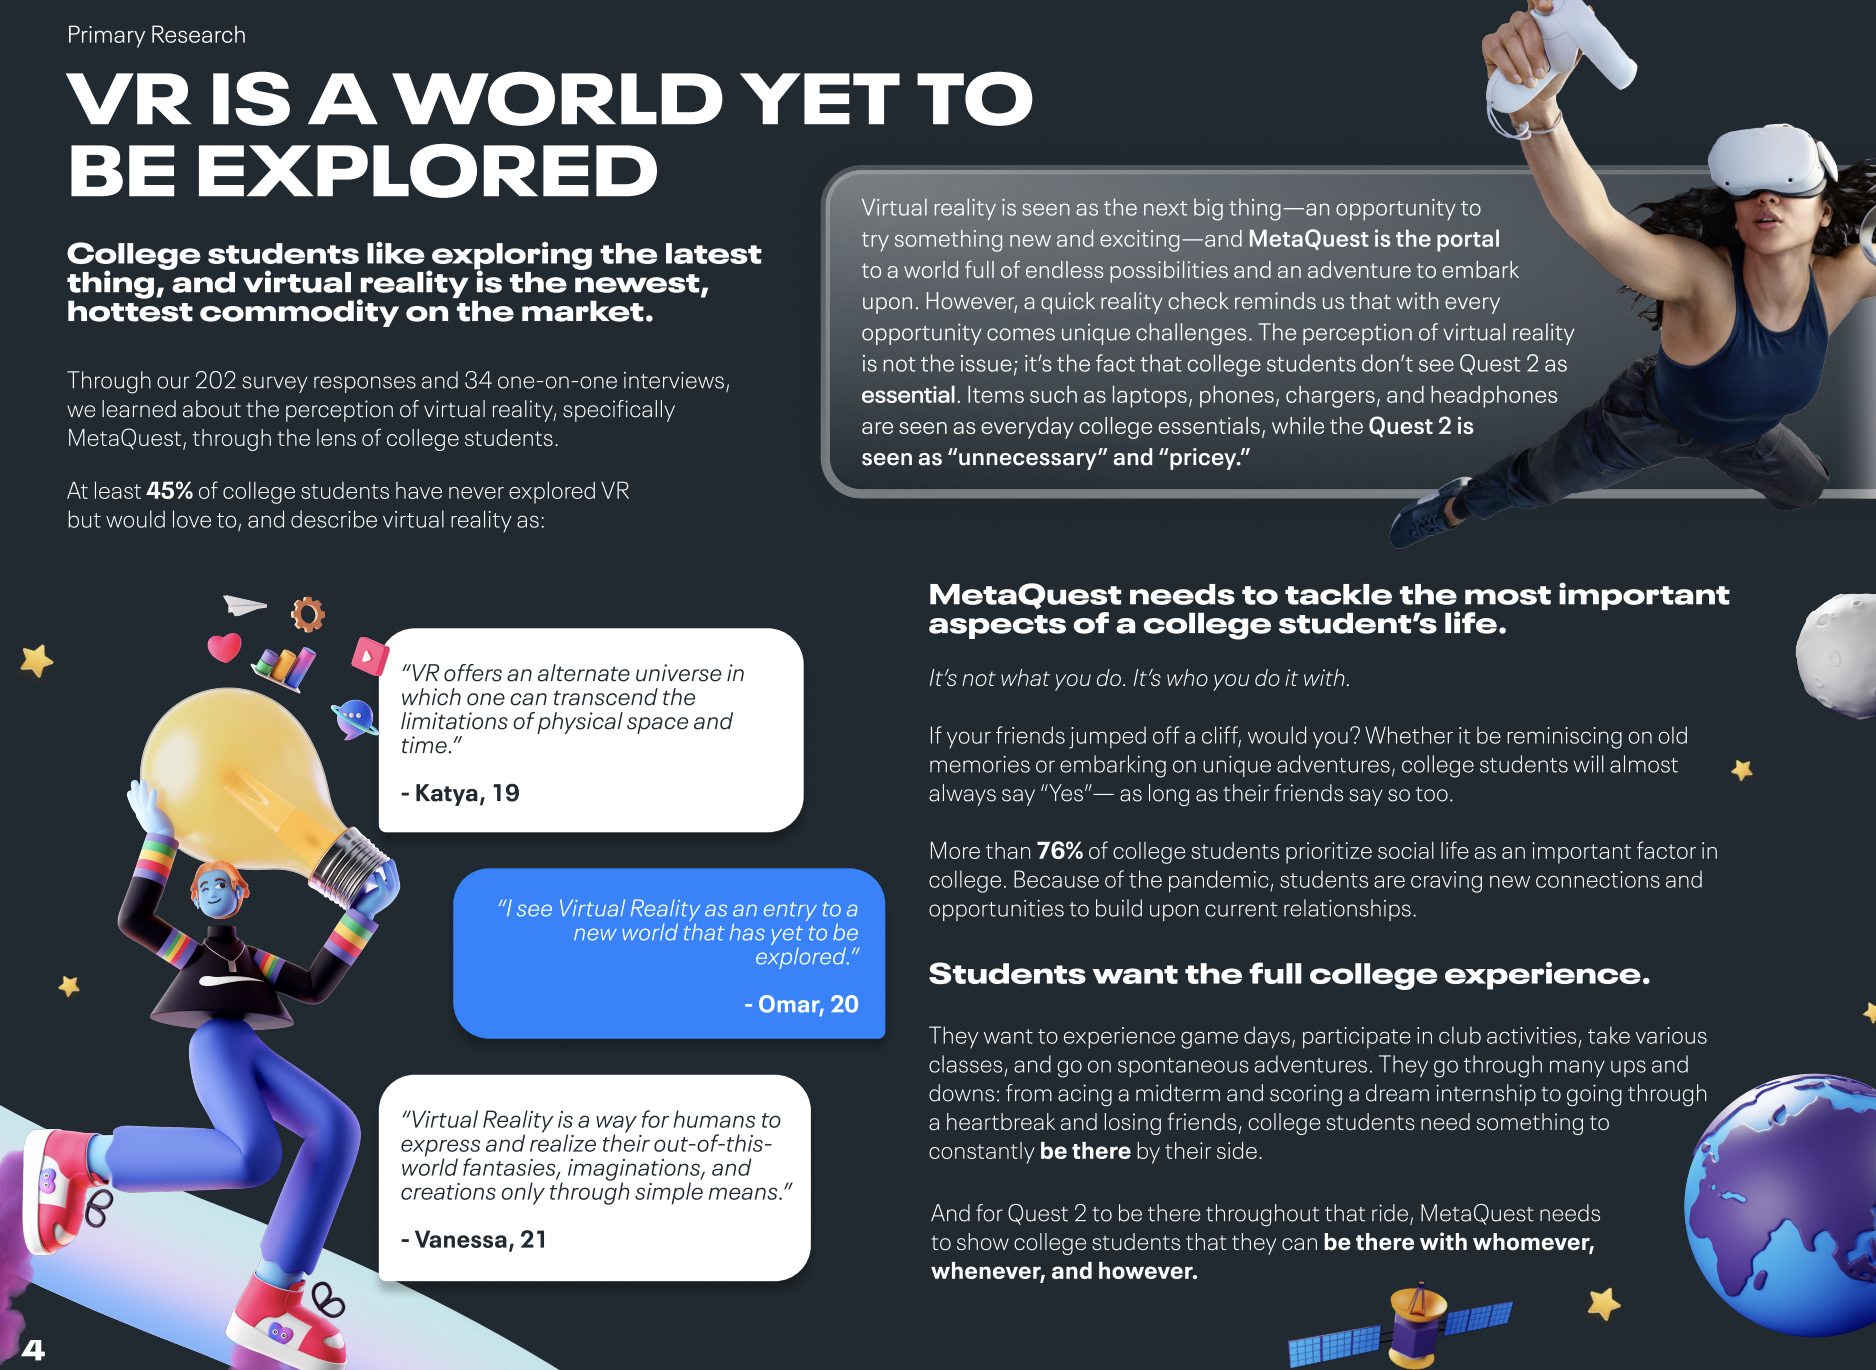 Primary Research
VR IS A WORLD YET TO
BE EXPLORED
College students like exploring the latest
thing, and virtual reality is the newest,
hottest commodity on the market.
Through our 202 survey responses and 34 one-on-one interviews,
we learned about the perception of virtual reality, specifically
MetaQuest, through the lens of college students.
At least 45% of college students have never explored VR
but would love to, and describe virtual reality as:
“VR offers an alternate universe in
which one can transcend the
limitations of physical space and
time.”
- Katya, 19
“I see Virtual Reality as an entry to a
new world that has yet to be
explored.”
- Omar, 20
“Virtual Reality is a way for humans to
express and realize their out-of-this-
world fantasies, imaginations, and
creations only through simple means.”
- Vanessa, 21
Virtual reality is seen as the next big thing—an opportunity to
try something new and exciting—and MetaQuest is the portal
to a world full of endless possibilities and an adventure to embark
upon. However, a quick reality check reminds us that with every
opportunity comes unique challenges. The perception of virtual reality
is not the issue; it’s the fact that college students don’t see Quest 2 as
essential. Items such as laptops, phones, chargers, and headphones
are seen as everyday college essentials, while the Quest 2 is
seen as “unnecessary” and “pricey.”
MetaQuest needs to tackle the most important
aspects of a college student’s life.
It’s not what you do. It’s who you do it with.
If your friends jumped off a cliff, would you? Whether it be reminiscing on old
memories or embarking on unique adventures, college students will almost
always say “Yes”— as long as their friends say so too.
More than 76% of college students prioritize social life as an important factor in
college. Because of the pandemic, students are craving new connections and
opportunities to build upon current relationships.
Students want the full college experience.
They want to experience game days, participate in club activities, take various
classes, and go on spontaneous adventures. They go through many ups and
downs: from acing a midterm and scoring a dream internship to going through
a heartbreak and losing friends, college students need something to
constantly be there by their side.
And for Quest 2 to be there throughout that ride, MetaQuest needs
to show college students that they can be there with whomever,
whenever, and however.
4